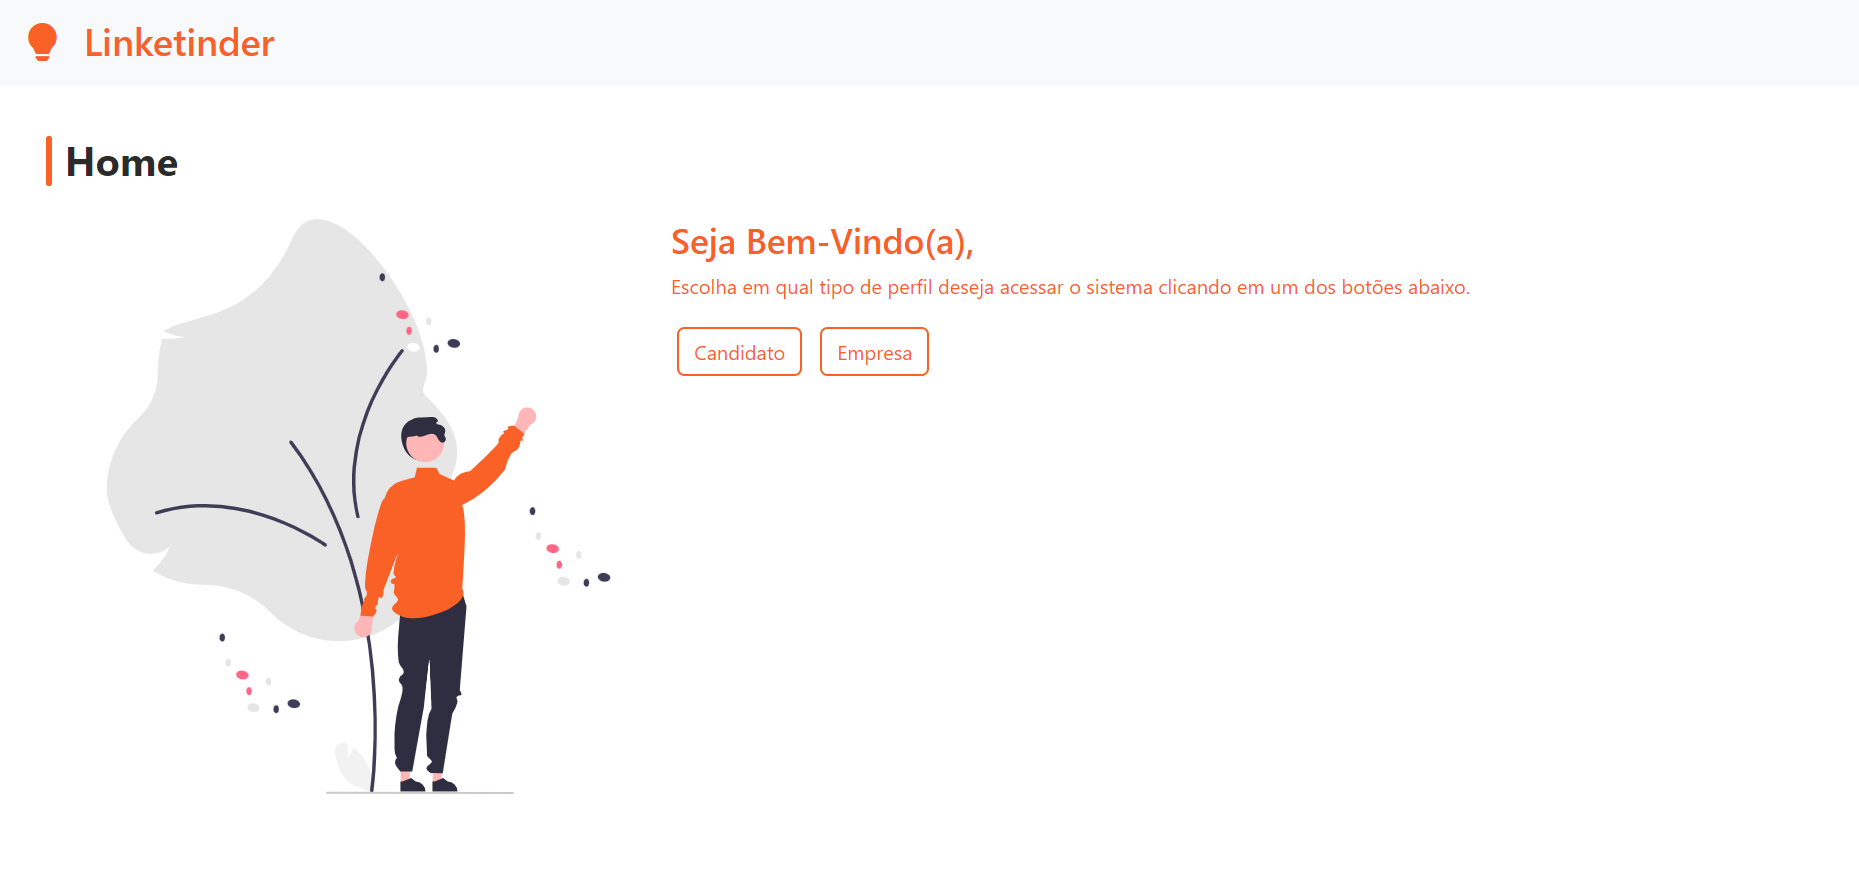 Linketinder
Home
Seja Bem-Vindo(a),
Escolha em qual tipo de perfil deseja acessar o sistema clicando em um dos botões abaixo.
Candidato
Empresa